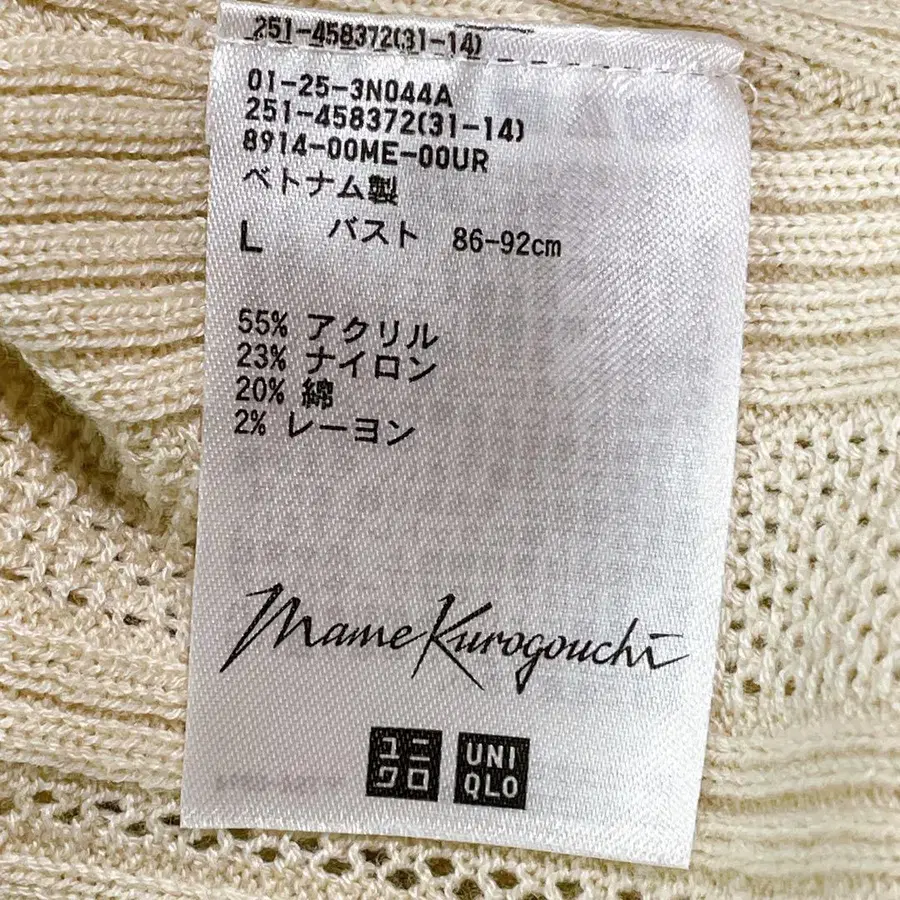 251-458372(31-14)
01-25-3N044A
251-458372(31-14)
8914-00ME-00UR
ベトナム製
L バスト 86-92cm
55% アクリル
23% ナイロン
20% 綿
2% レーヨン
Mame Kurogouchi
ユニ UNI
クロ QLO